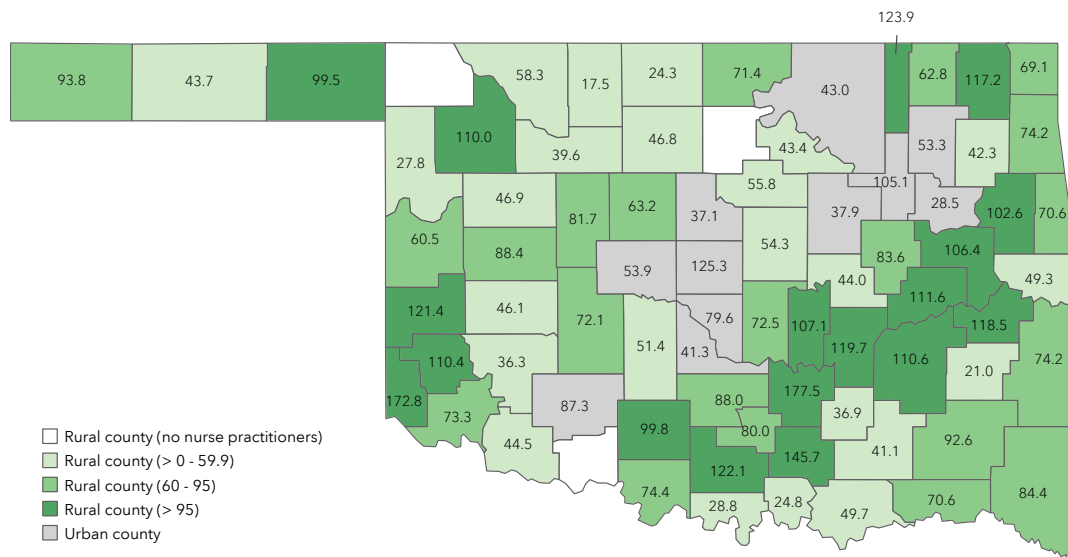 123.9
93.8 43.7 99.5 58.3 17.5 24.3 71.4 43.0 62.8 117.2 69.1
110.0 39.6 46.8 43.4 53.3 42.3 74.2
27.8 46.9 81.7 63.2 37.1 55.8 37.9 105.1 28.5 102.6 70.6
60.5 88.4 53.9 125.3 54.3 83.6 106.4 49.3
121.4 46.1 72.1 51.4 79.6 72.5 107.1 44.0 111.6 118.5
110.4 36.3 41.3 119.7 110.6 21.0 74.2
172.8 73.3 87.3 88.0 177.5 36.9
44.5 99.8 80.0 145.7 41.1 92.6
122.1
74.4 28.8 24.8 49.7 70.6 84.4
Rural county (no nurse practitioners)
Rural county (> 0 - 59.9)
Rural county (60 - 95)
Rural county (> 95)
Urban county